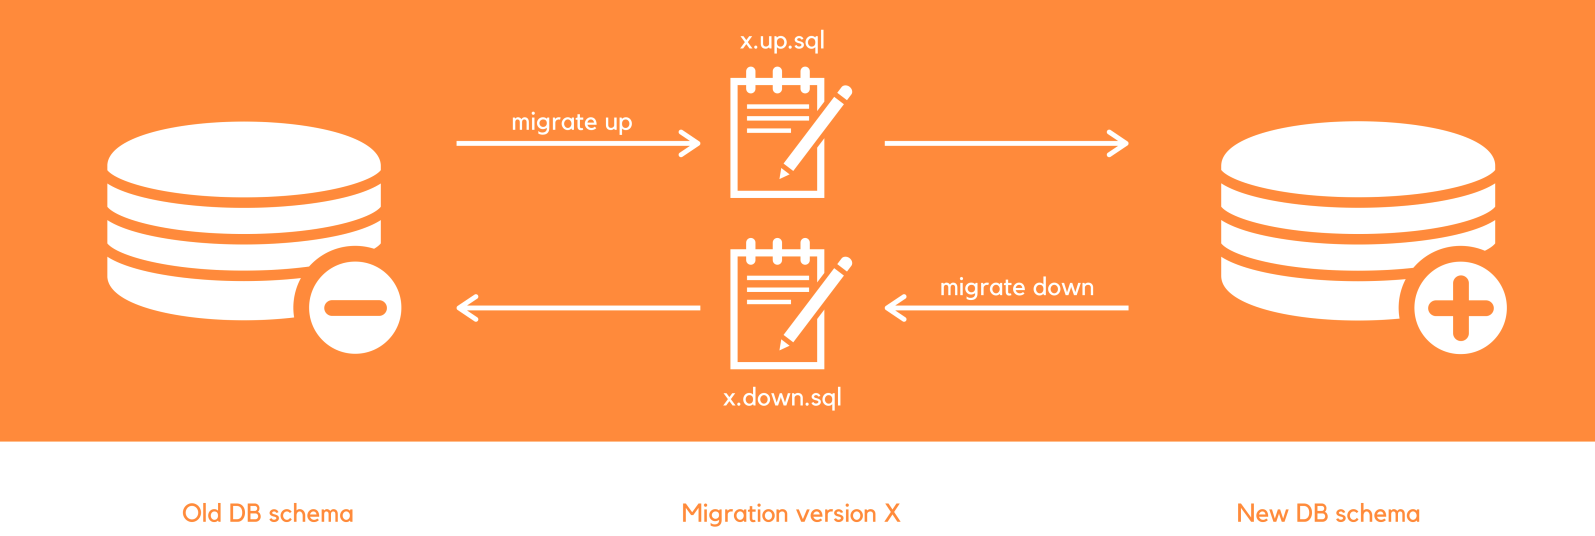 x.up.sql
migrate up
migrate down
x.down.sql
Old DB schema
Migration version X
New DB schema